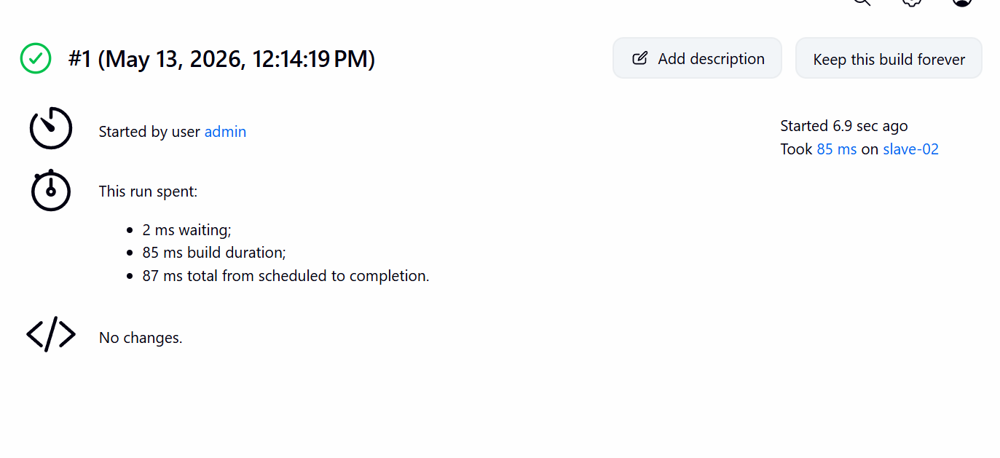 #1 (May 13, 2026, 12:14:19 PM)
Add description
Keep this build forever
Started by user admin
Started 6.9 sec ago
Took 85 ms on slave-02
This run spent:
2 ms waiting;
85 ms build duration;
87 ms total from scheduled to completion.
No changes.